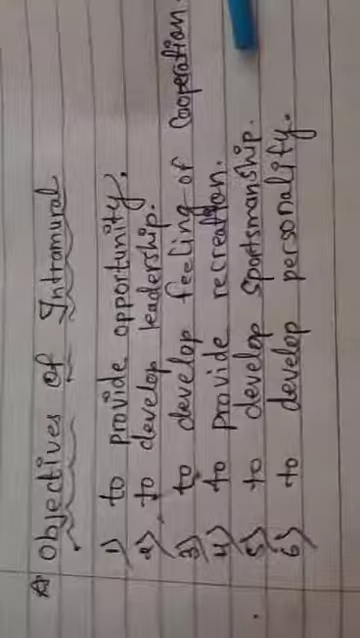 ☆ Objectives of Intramural
1) to provide opportunity.
2) to develop leadership.
3) to develop feeling of Cooperation.
4) to provide recreation.
5) to develop sportsmanship.
6) to develop personality.